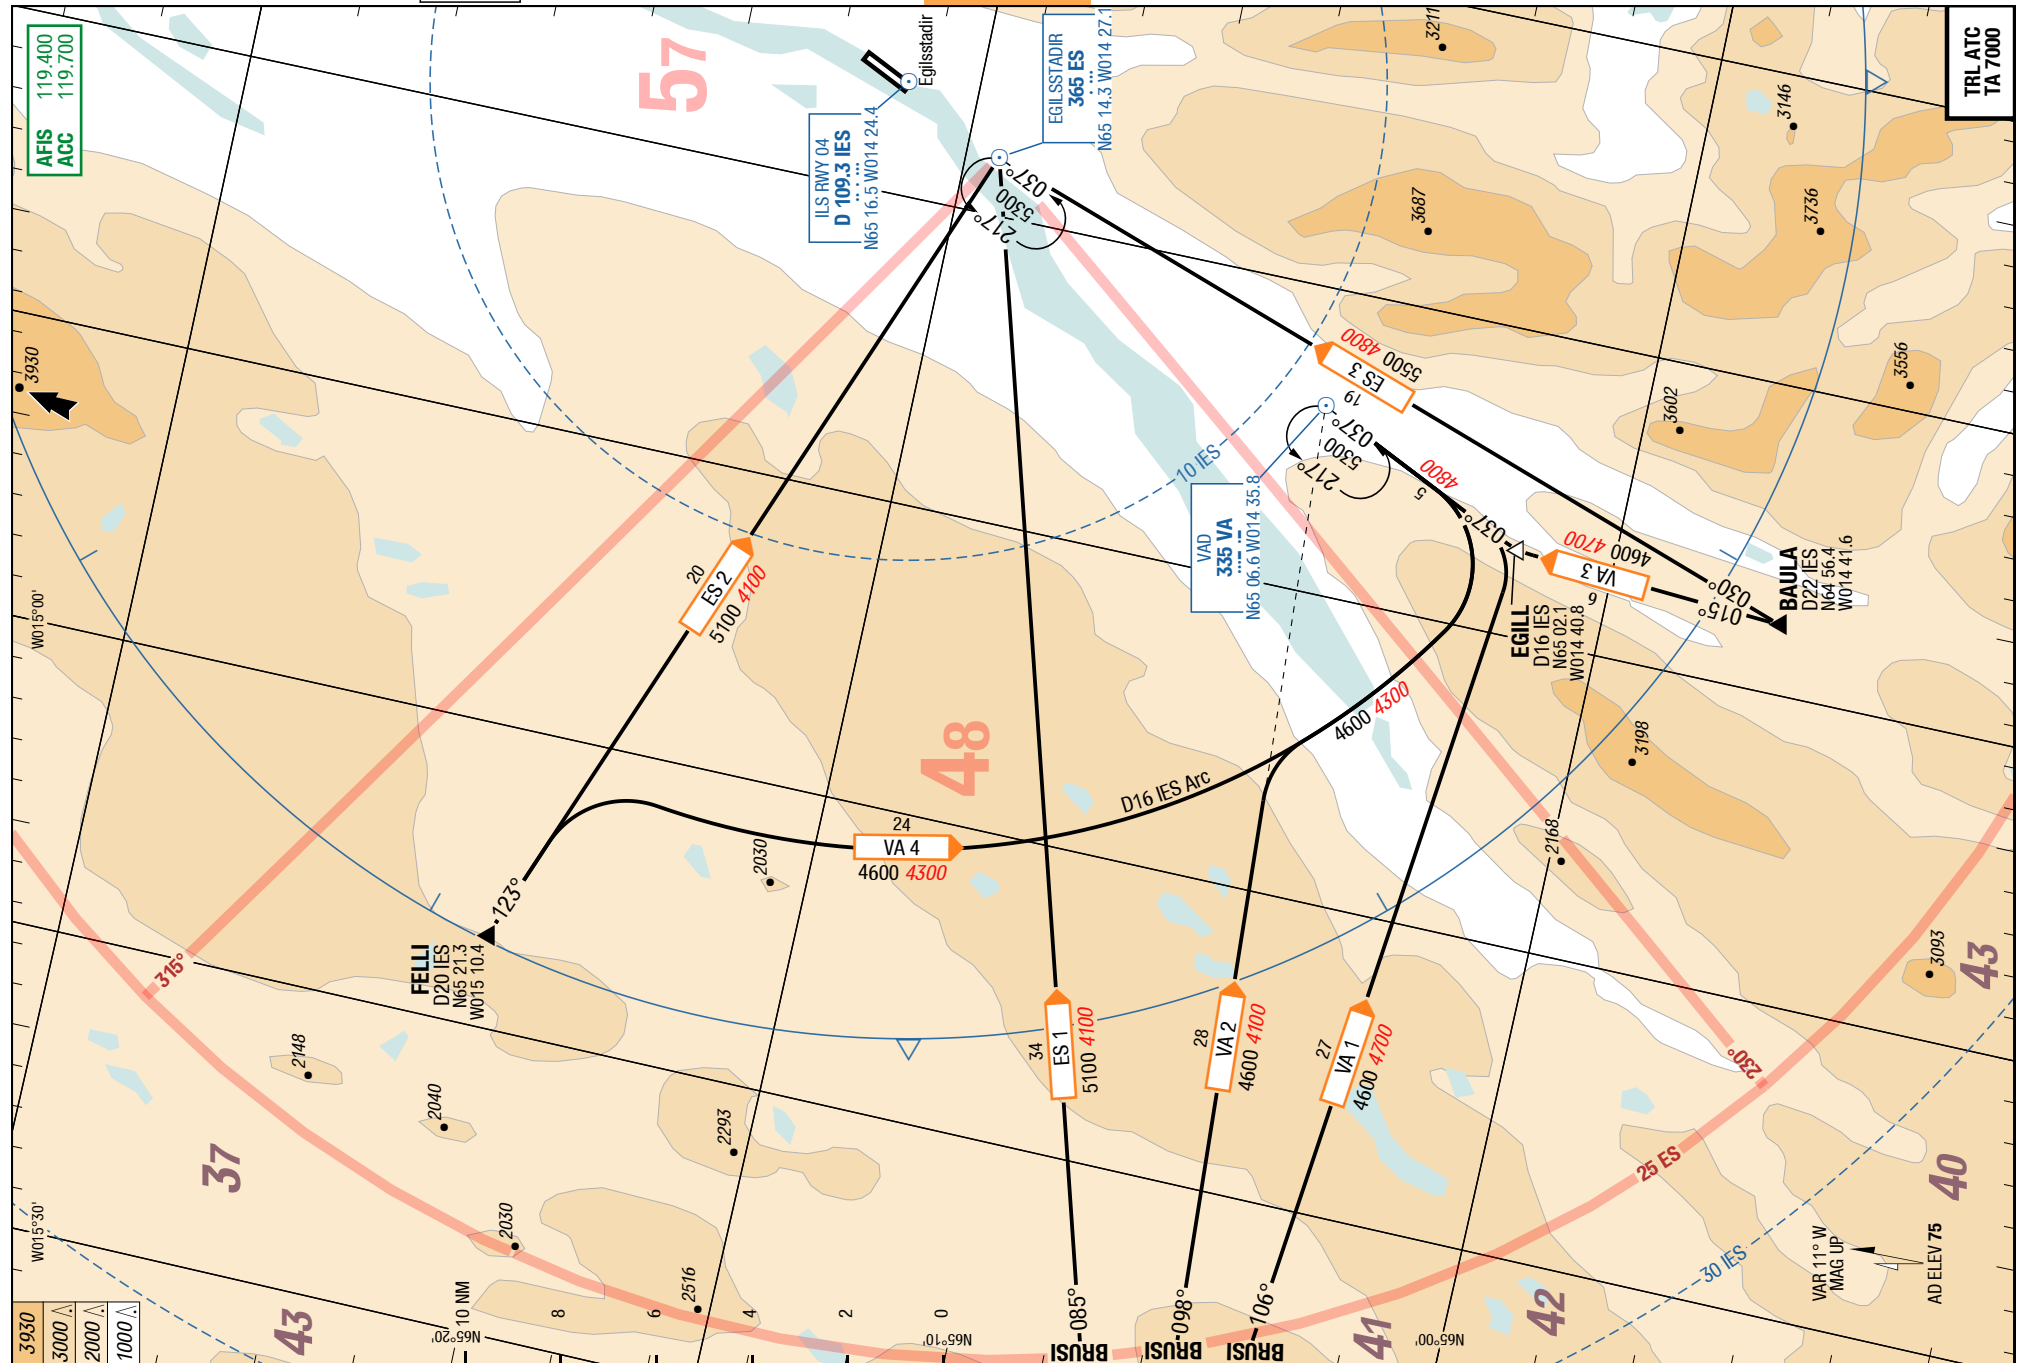 AFIS 119.400
ACC 119.700
57
ILS RWY 04
D 109.3 IES
N65 16.5 W014 24.4
Egilsstadir
EGILSSTADIR
365 ES
N65 14.3 W014 27.1
3211
3146
TRL ATC
TA 7000
3687
3736
037°
5300
217°
3930
4800
5500
ES 3
19
3556
3602
10 IES
037°
5300
217°
4800
5
037°
VAD
335 VA
N65 06.6 W014 35.8
20
ES 2
5100 4100
W015°00'
4700
4600
VA 3
6
030°
015°
BAULA
D22 IES
N64 56.4
W014 41.6
EGILL
D16 IES
N65 02.1
W014 40.8
4600 4300
3198
48
D16 IES Arc
24
VA 4
4600 4300
2030
2168
123°
FELLI
D20 IES
N65 21.3
W015 10.4
315°
3093
43
2148
2040
2293
34
ES 1
5100 4100
28
VA 2
4600 4100
27
VA 1
4600 4700
230°
25 ES
37
40
W015°30'
2030
2516
30 IES
VAR 11° W
MAG UP
AD ELEV 75
3930
3000
2000
1000
43
10 NM
8
6
4
2
0
N65°20'
N65°10'
N65°00'
085°
BRUSI
098°
BRUSI
106°
BRUSI
41
42